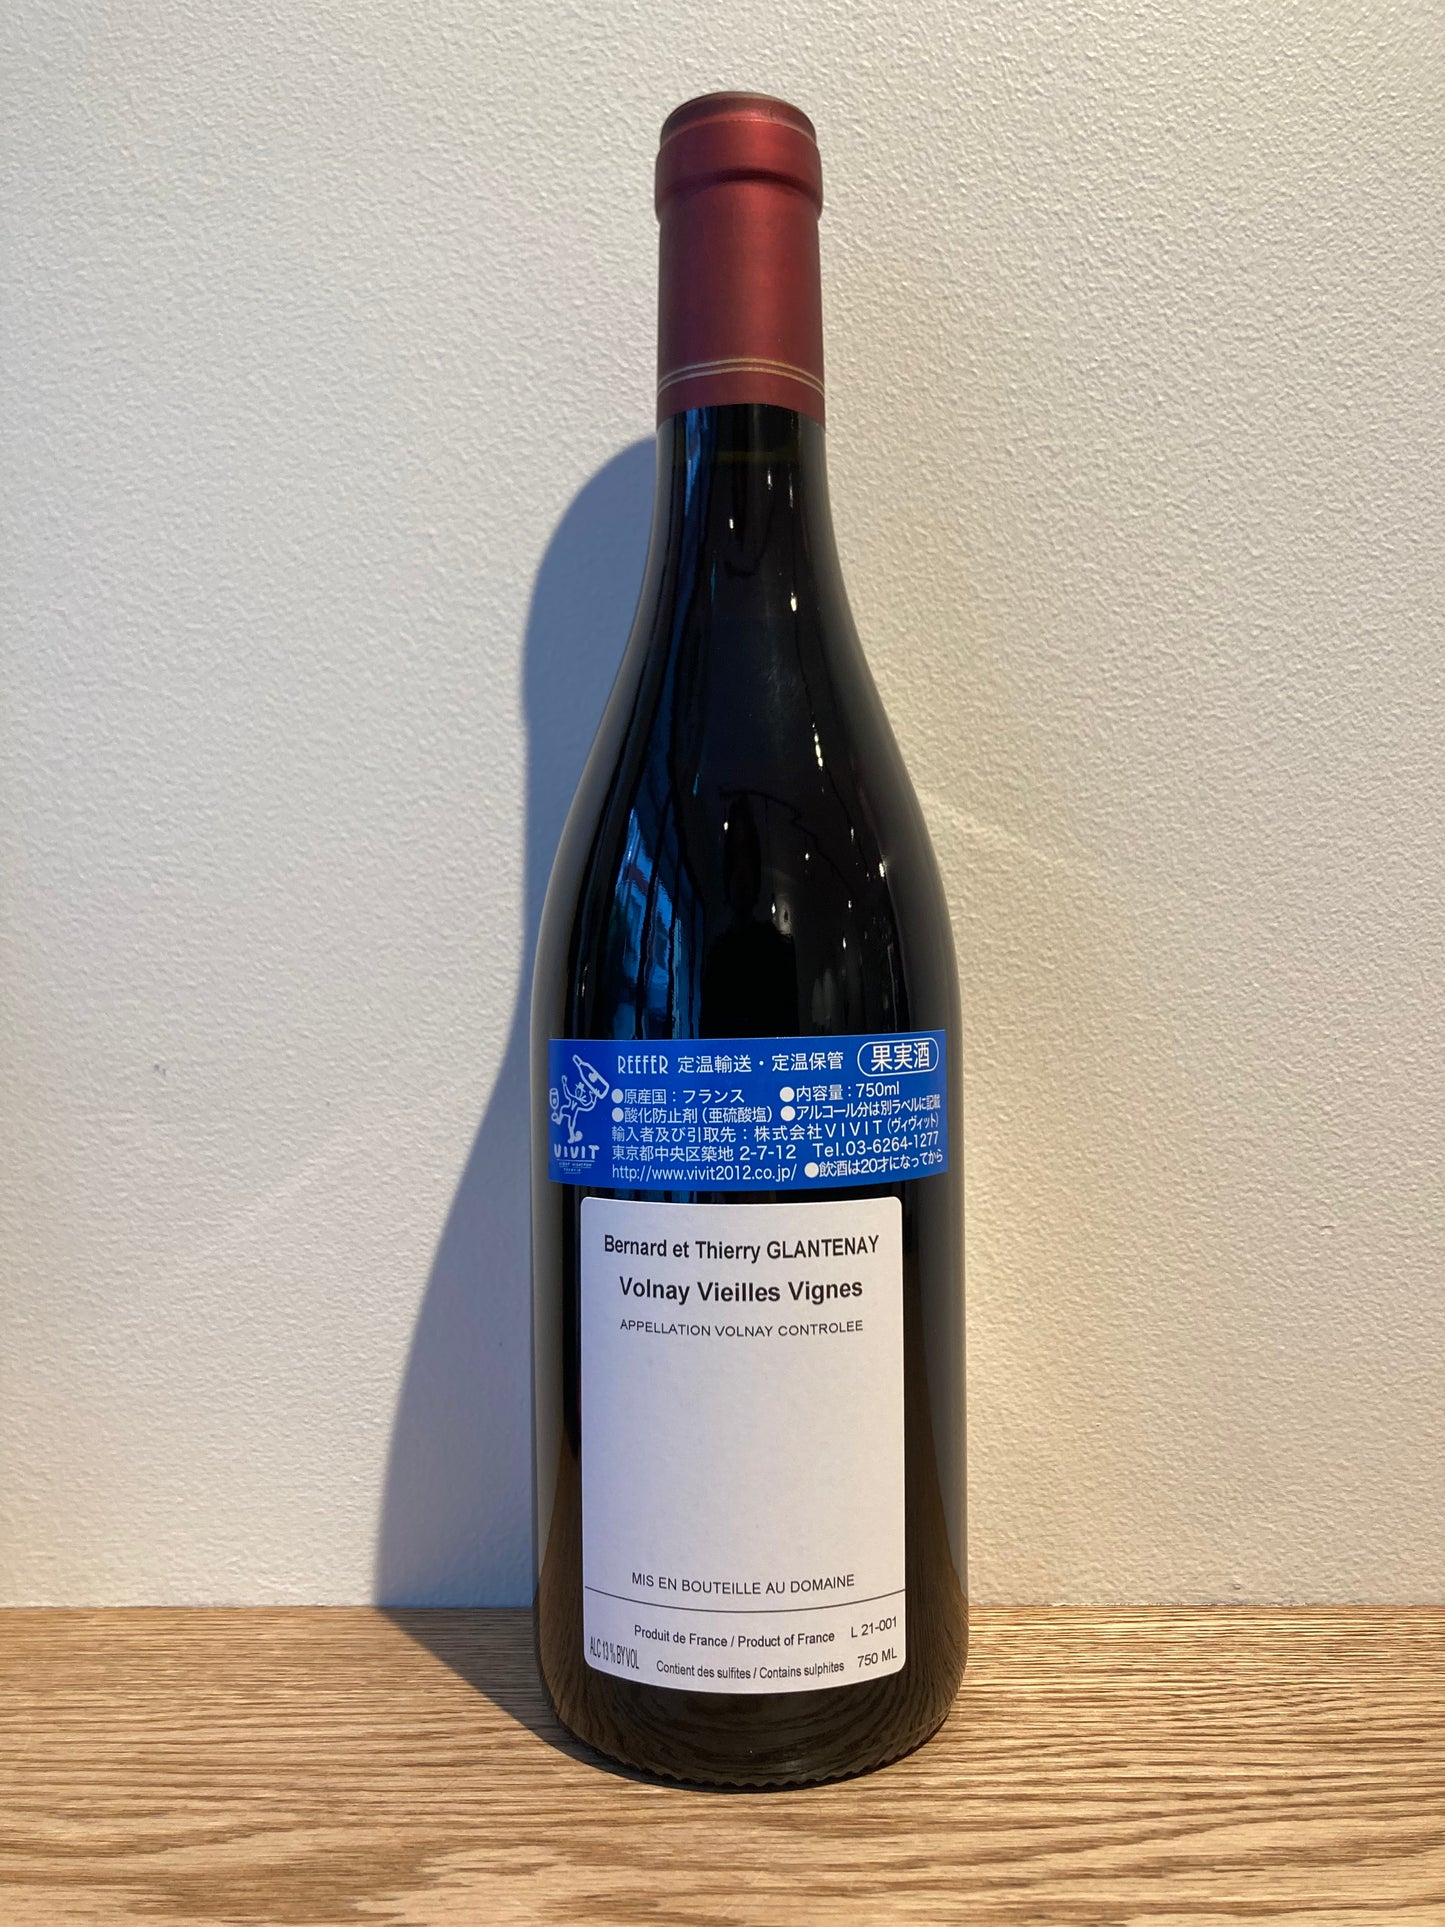 REEFER 定温輸送・定温保管 果実酒
●原産国：フランス ●内容量：750ml
●酸化防止剤（亜硫酸塩） ●アルコール分は別ラベルに記載
輸入者及び引取先：株式会社ＶＩＶＩＴ（ヴィヴィット）
東京都中央区築地 2-7-12 Tel.03-6264-1277
http://www.vivit2012.co.jp/ ●飲酒は20才になってから
VIVIT
Bernard et Thierry GLANTENAY
Volnay Vieilles Vignes
APPELLATION VOLNAY CONTROLEE
MIS EN BOUTEILLE AU DOMAINE
Produit de France / Product of France L 21-001
ALC 13 % BY VOL Contient des sulfites / Contains sulphites 750 ML